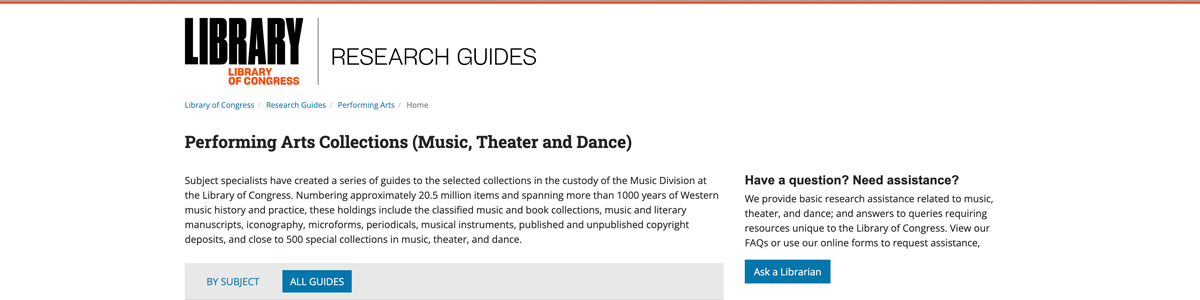 LIBRARY
LIBRARY
OF CONGRESS
RESEARCH GUIDES
Library of Congress / Research Guides / Performing Arts / Home
Performing Arts Collections (Music, Theater and Dance)
Subject specialists have created a series of guides to the selected collections in the custody of the Music Division at
the Library of Congress. Numbering approximately 20.5 million items and spanning more than 1000 years of Western
music history and practice, these holdings include the classified music and book collections, music and literary
manuscripts, iconography, microforms, periodicals, musical instruments, published and unpublished copyright
deposits, and close to 500 special collections in music, theater, and dance.
BY SUBJECT
ALL GUIDES
Have a question? Need assistance?
We provide basic research assistance related to music,
theater, and dance; and answers to queries requiring
resources unique to the Library of Congress. View our
FAQs or use our online forms to request assistance,
Ask a Librarian